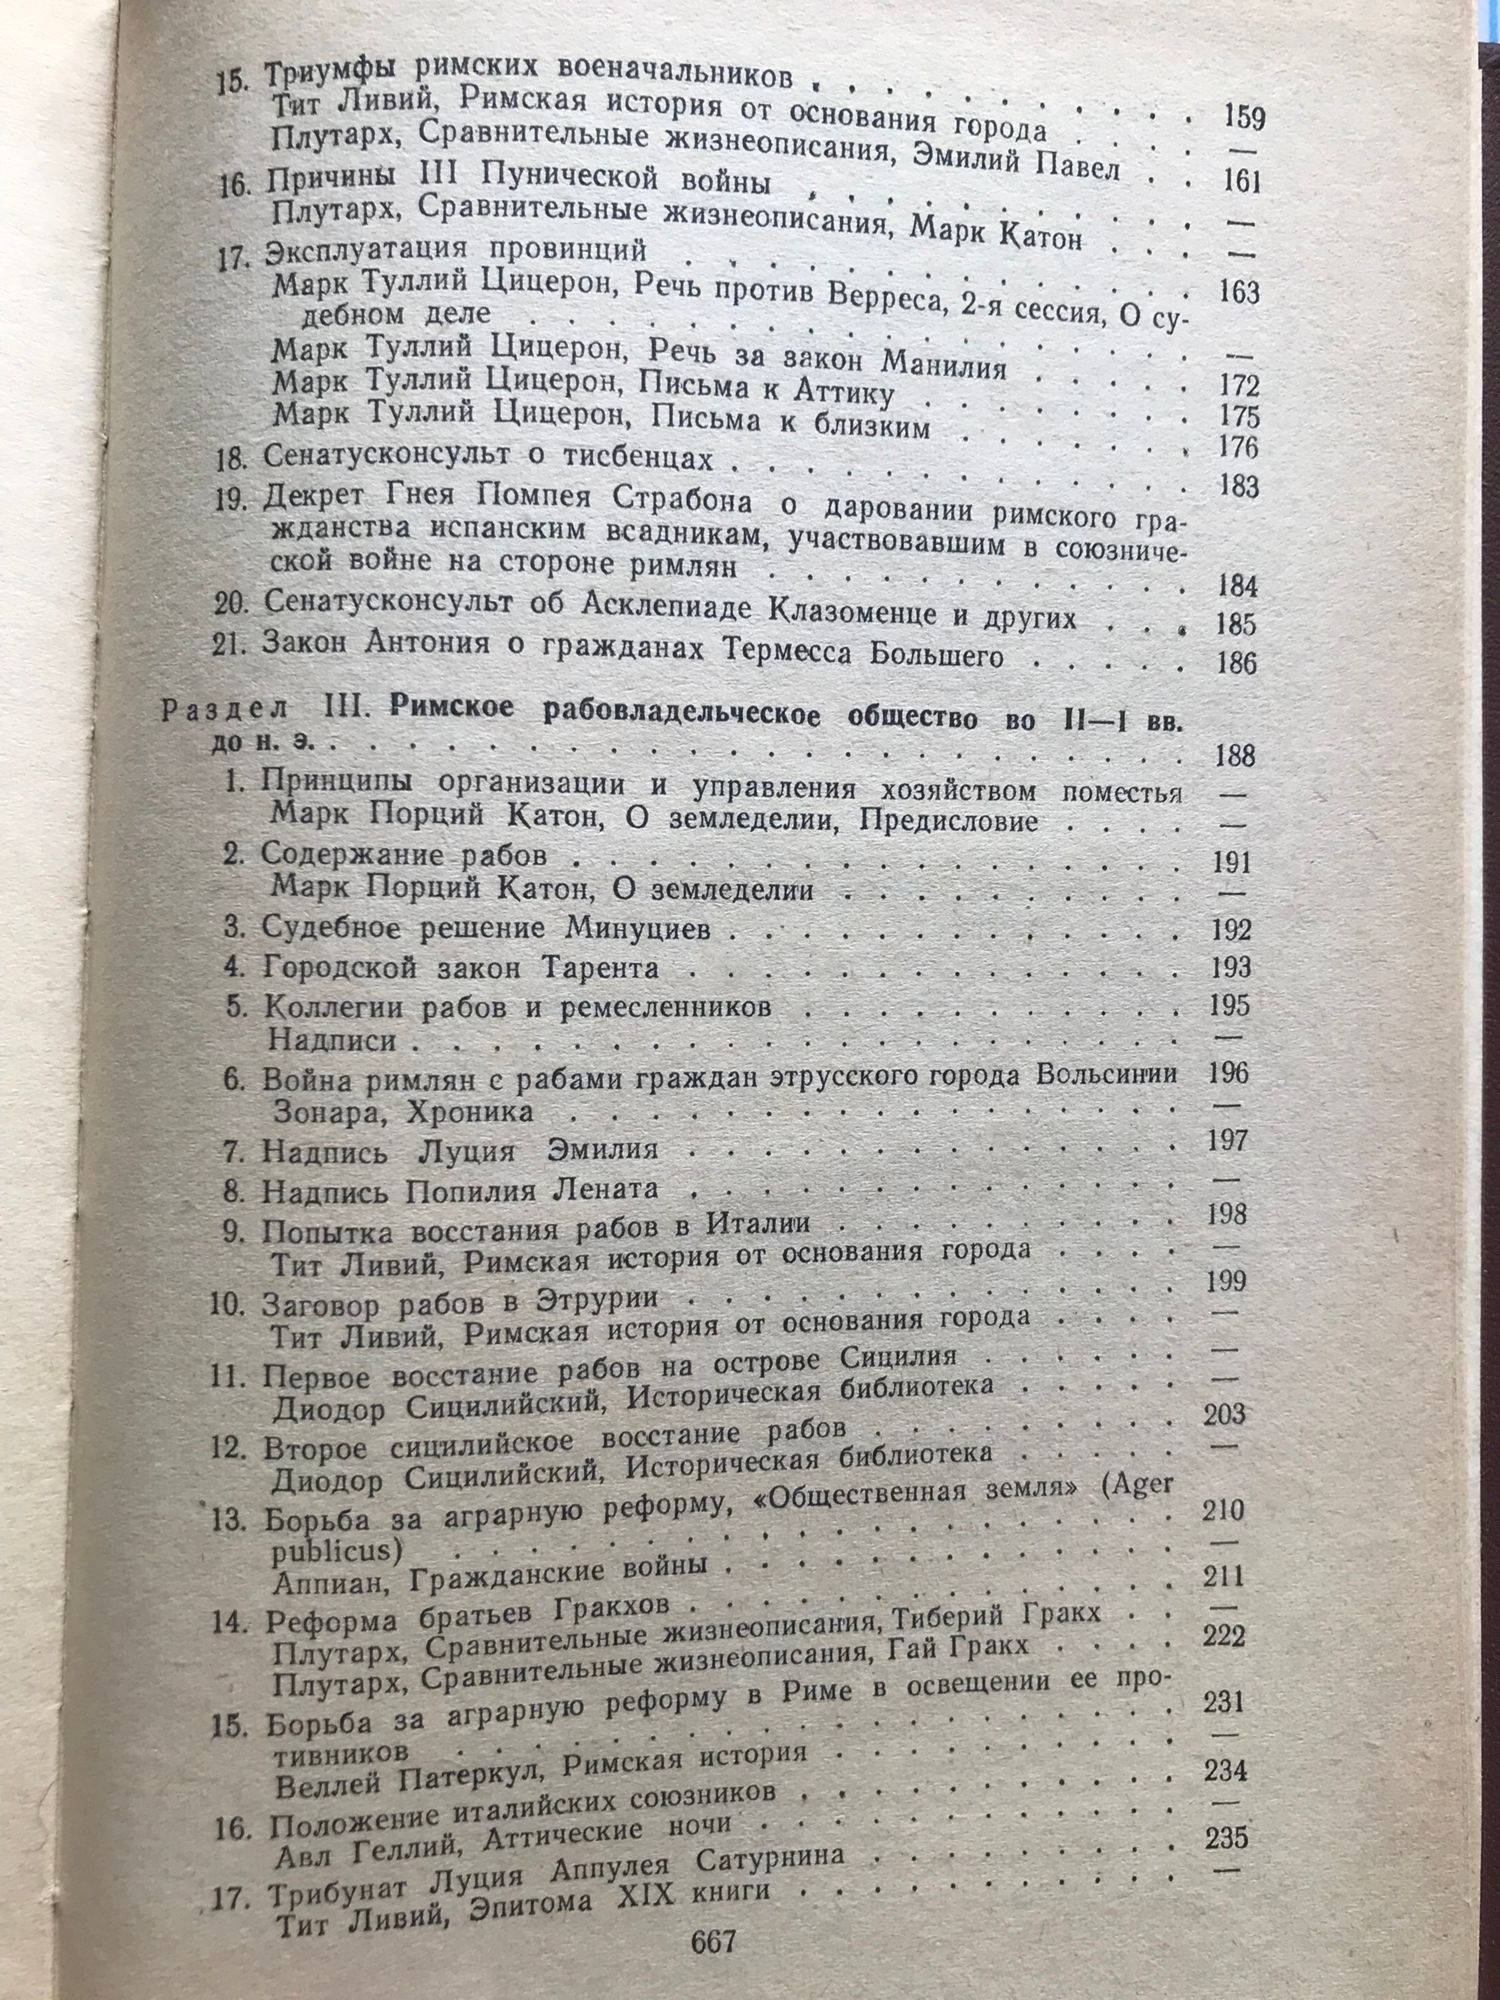 15. Триумфы римских военачальников . . . . . . . . . . 159
Тит Ливий, Римская история от основания города . . . . —
Плутарх, Сравнительные жизнеописания, Эмилий Павел . . 161
16. Причины III Пунической войны . . . . . . . . . . —
Плутарх, Сравнительные жизнеописания, Марк Катон . . . —
17. Эксплуатация провинций . . . . . . . . . . . . 163
Марк Туллий Цицерон, Речь против Верреса, 2-я сессия, О су-
дебном деле . . . . . . . . . . . . . . —
Марк Туллий Цицерон, Речь за закон Манилия . . . . . 172
Марк Туллий Цицерон, Письма к Аттику . . . . . . . 175
Марк Туллий Цицерон, Письма к близким . . . . . . . 176
18. Сенатусконсульт о тисбенцах . . . . . . . . . . . 183
19. Декрет Гнея Помпея Страбона о даровании римского гра-
жданства испанским всадникам, участвовавшим в союзниче-
ской войне на стороне римлян . . . . . . . . . . . 184
20. Сенатусконсульт об Асклепиаде Клазоменце и других . . . 185
21. Закон Антония о гражданах Термесса Большего . . . . . 186
Раздел III. Римское рабовладельческое общество во II—I вв.
до н. э. . . . . . . . . . . . . . . . . . 188
1. Принципы организации и управления хозяйством поместья —
Марк Порций Катон, О земледелии, Предисловие . . . . —
2. Содержание рабов . . . . . . . . . . . . . . 191
Марк Порций Катон, О земледелии . . . . . . . . . —
3. Судебное решение Минуциев . . . . . . . . . . . 192
4. Городской закон Тарента . . . . . . . . . . . . 193
5. Коллегии рабов и ремесленников . . . . . . . . . . 195
Надписи . . . . . . . . . . . . . . . . . —
6. Война римлян с рабами граждан этрусского города Вольсинии 196
Зонара, Хроника . . . . . . . . . . . . . . —
7. Надпись Луция Эмилия . . . . . . . . . . . . 197
8. Надпись Попилия Лената . . . . . . . . . . . . —
9. Попытка восстания рабов в Италии . . . . . . . . . 198
Тит Ливий, Римская история от основания города . . . . —
10. Заговор рабов в Этрурии . . . . . . . . . . . . 199
Тит Ливий, Римская история от основания города . . . . —
11. Первое восстание рабов на острове Сицилия . . . . . . —
Диодор Сицилийский, Историческая библиотека . . . . . —
12. Второе сицилийское восстание рабов . . . . . . . . 203
Диодор Сицилийский, Историческая библиотека . . . . . —
13. Борьба за аграрную реформу, «Общественная земля» (Ager
publicus) . . . . . . . . . . . . . . . . 210
Аппиан, Гражданские войны . . . . . . . . . . . —
14. Реформа братьев Гракхов . . . . . . . . . . . . 211
Плутарх, Сравнительные жизнеописания, Тиберий Гракх . . —
Плутарх, Сравнительные жизнеописания, Гай Гракх . . . . 222
15. Борьба за аграрную реформу в Риме в освещении ее про-
тивников . . . . . . . . . . . . . . . . 231
Веллей Патеркул, Римская история . . . . . . . . . —
16. Положение италийских союзников . . . . . . . . . . 234
Авл Геллий, Аттические ночи . . . . . . . . . . . —
17. Трибунат Луция Аппулея Сатурнина . . . . . . . . 235
Тит Ливий, Эпитома XIX книги . . . . . . . . . . —
667